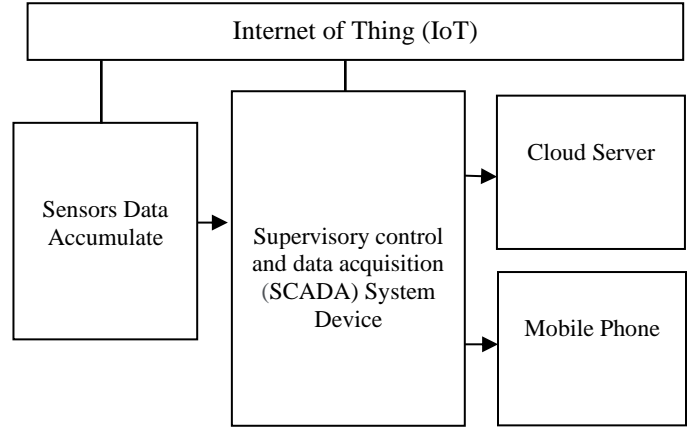 Internet of Thing (IoT)
Sensors Data
Accumulate
Supervisory control
and data acquisition
(SCADA) System
Device
Cloud Server
Mobile Phone